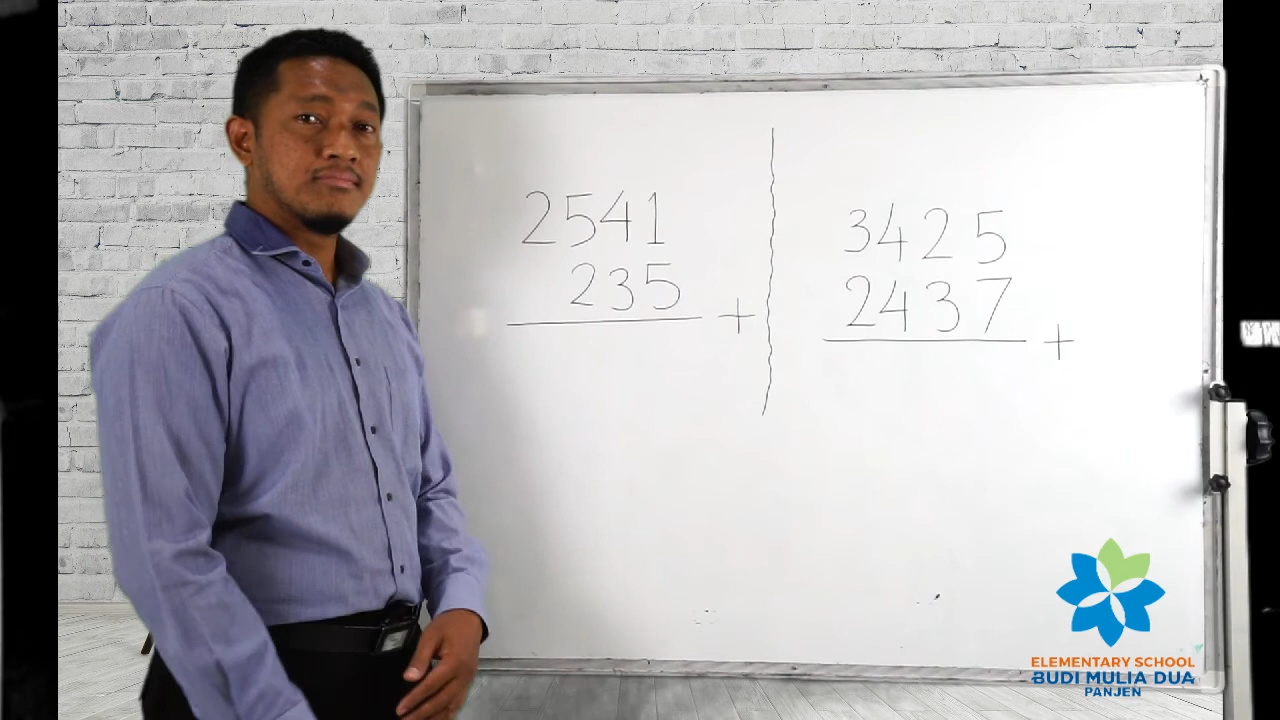 2541
235
+
3425
2437
+
ELEMENTARY SCHOOL
BUDI MULIA DUA
PANJEN